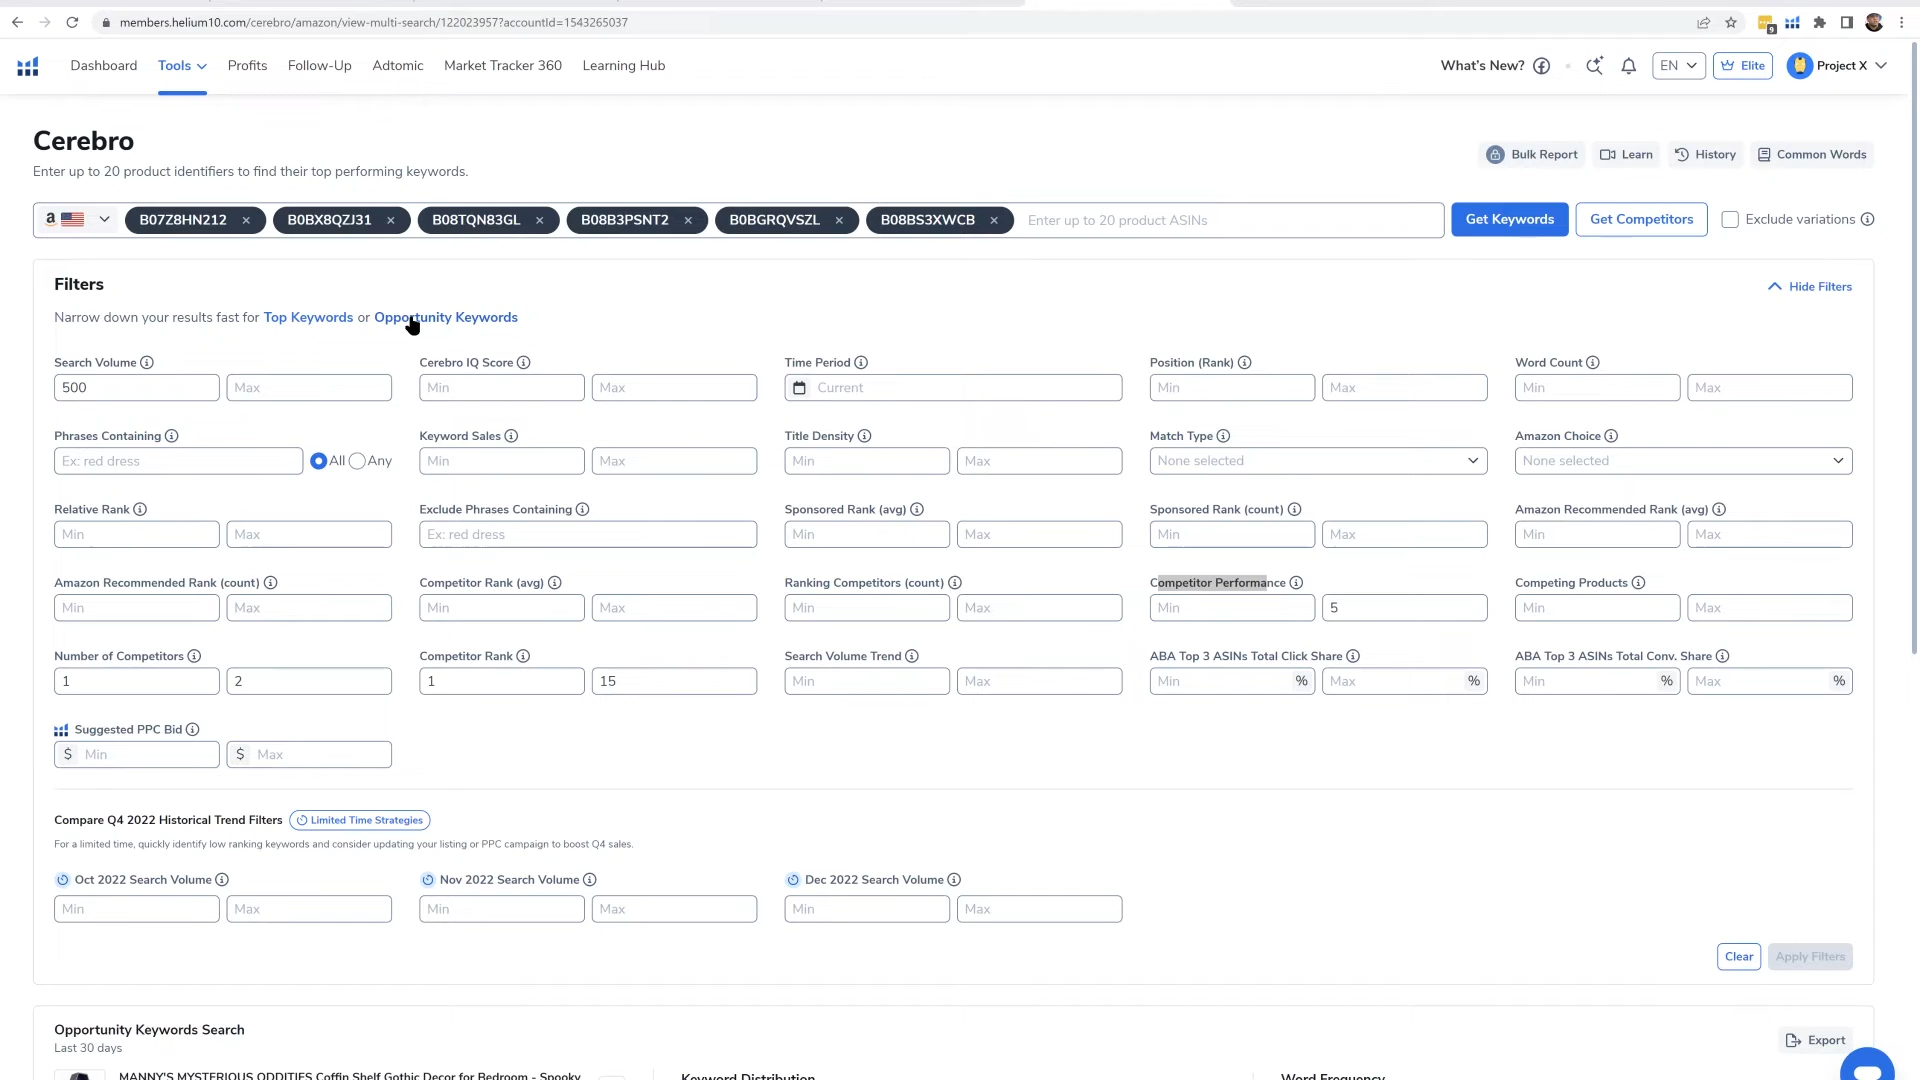 members.helium10.com/cerebro/amazon/view-multi-search/122023957?accountId=1543265037
9
Dashboard Tools Profits Follow-Up Adtomic Market Tracker 360 Learning Hub What's New? EN Elite Project X
Cerebro
Enter up to 20 product identifiers to find their top performing keywords.
Bulk Report Learn History Common Words
a B07Z8HN212 × B0BX8QZJ31 × B08TQN83GL × B08B3PSNT2 × B0BGRQVSZL × B08BS3XWCB × Enter up to 20 product ASINs Get Keywords Get Competitors Exclude variations
Filters
Hide Filters
Narrow down your results fast for Top Keywords or Opportunity Keywords
Search Volume Cerebro IQ Score Time Period Position (Rank) Word Count
500 Max Min Max Current Min Max Min Max
Phrases Containing Keyword Sales Title Density Match Type Amazon Choice
Ex: red dress All Any Min Max Min Max None selected None selected
Relative Rank Exclude Phrases Containing Sponsored Rank (avg) Sponsored Rank (count) Amazon Recommended Rank (avg)
Min Max Ex: red dress Min Max Min Max Min Max
Amazon Recommended Rank (count) Competitor Rank (avg) Ranking Competitors (count) Competitor Performance Competing Products
Min Max Min Max Min Max Min 5 Min Max
Number of Competitors Competitor Rank Search Volume Trend ABA Top 3 ASINs Total Click Share ABA Top 3 ASINs Total Conv. Share
1 2 1 15 Min Max Min % Max % Min % Max %
Suggested PPC Bid
$ Min $ Max
Compare Q4 2022 Historical Trend Filters Limited Time Strategies
For a limited time, quickly identify low ranking keywords and consider updating your listing or PPC campaign to boost Q4 sales.
Oct 2022 Search Volume Nov 2022 Search Volume Dec 2022 Search Volume
Min Max Min Max Min Max
Clear Apply Filters
Opportunity Keywords Search
Last 30 days
Export
MANNY'S MYSTERIOUS ODDITIES Coffin Shelf Gothic Decor for Bedroom - Spooky
Keyword Distribution
Word Frequency